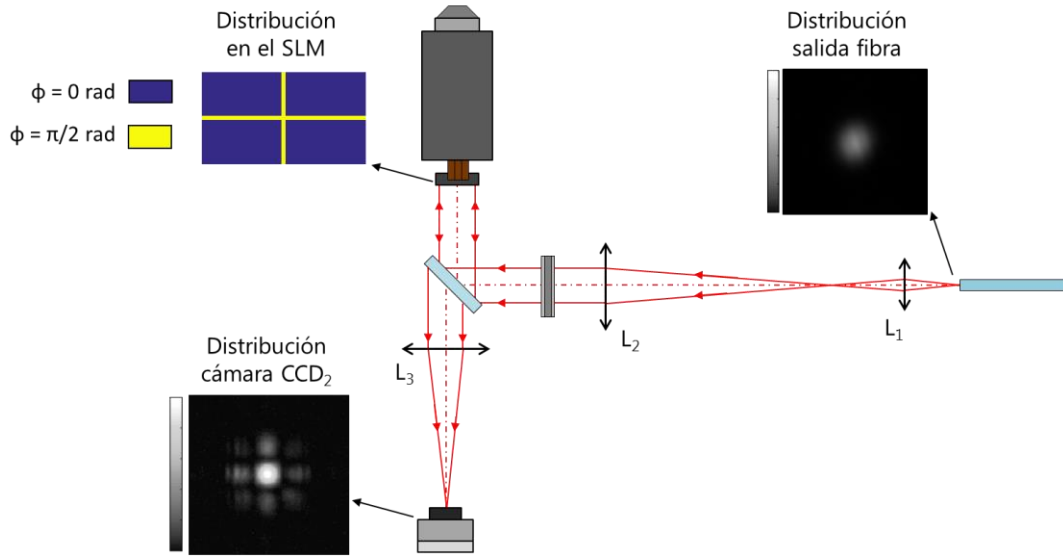 Distribución
en el SLM
ϕ = 0 rad
ϕ = π/2 rad
Distribución
salida fibra
L₁
L₂
L₃
Distribución
cámara CCD₂